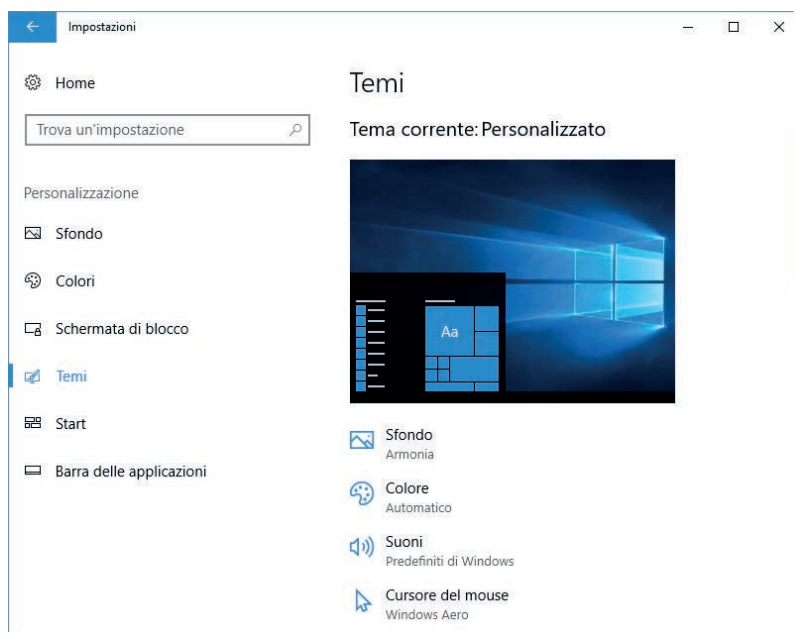 Impostazioni
Home
Trova un'impostazione
Personalizzazione
Sfondo
Colori
Schermata di blocco
Temi
Start
Barra delle applicazioni
Temi
Tema corrente: Personalizzato
Aa
Sfondo
Armonia
Colore
Automatico
Suoni
Predefiniti di Windows
Cursore del mouse
Windows Aero